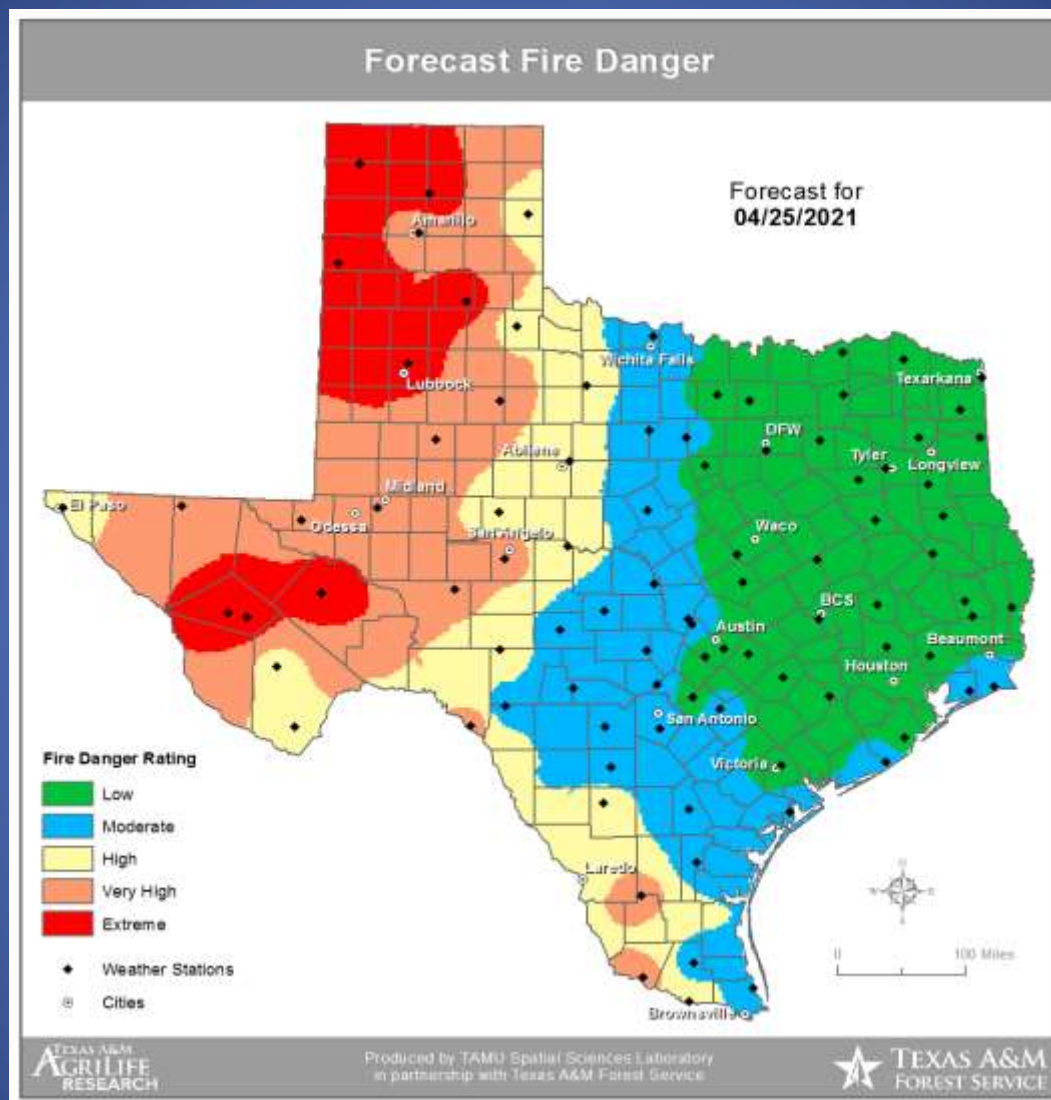 Forecast Fire Danger
Forecast for
04/25/2021
Amarillo
Wichita Falls
Texarkana
Lubbock
DFW
Abilene
Tyler
Longview
Midland
El Paso
Odessa
San Angelo
Waco
BCS
Austin
Beaumont
Houston
San Antonio
Victoria
Laredo
Brownsville
Fire Danger Rating
Low
Moderate
High
Very High
Extreme
Weather Stations
Cities
N
W E
S
0 100 Miles
TEXAS A&M
AGRILIFE
RESEARCH
Produced by TAMU Spatial Sciences Laboratory
in partnership with Texas A&M Forest Service
TEXAS A&M
FOREST SERVICE